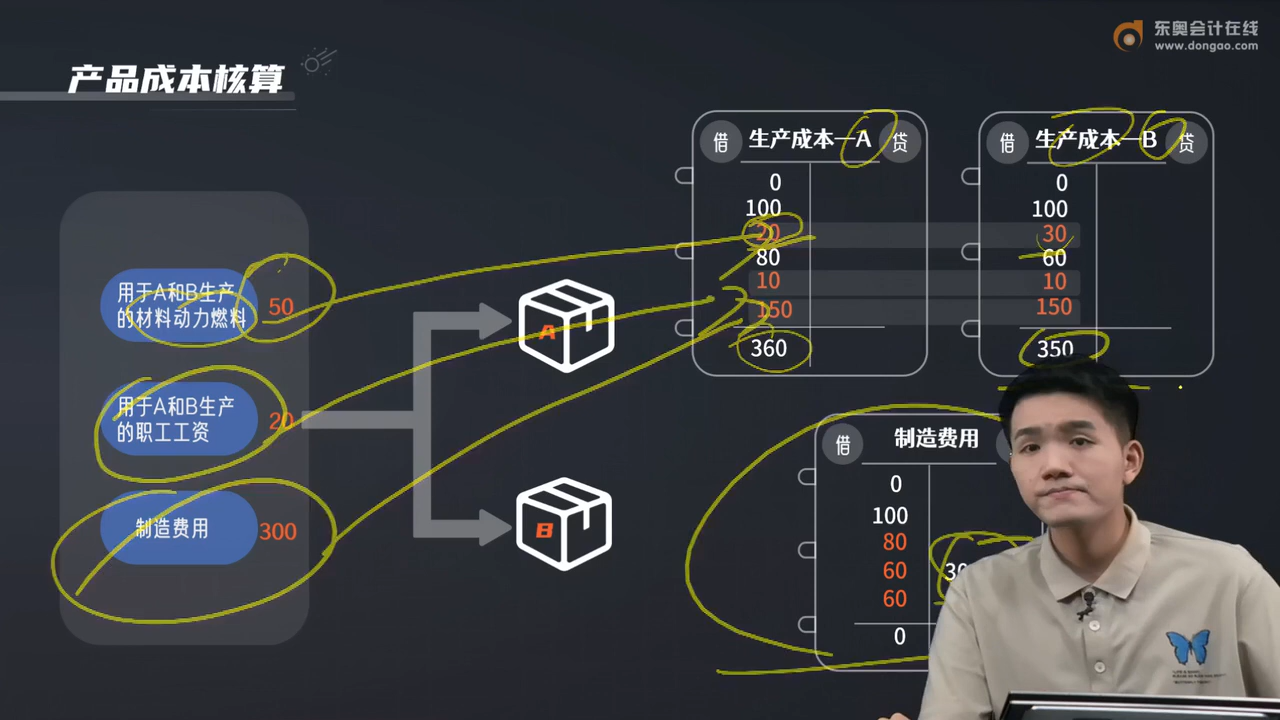 东奥会计在线
www.dongao.com
产品成本核算
用于A和B生产
的材料动力燃料
50
用于A和B生产
的职工工资
20
制造费用
300
A
B
借
生产成本—A
贷
0
100
20
80
10
150
360
借
生产成本—B
贷
0
100
30
60
10
150
350
借
制造费用
0
100
80
60
60
0